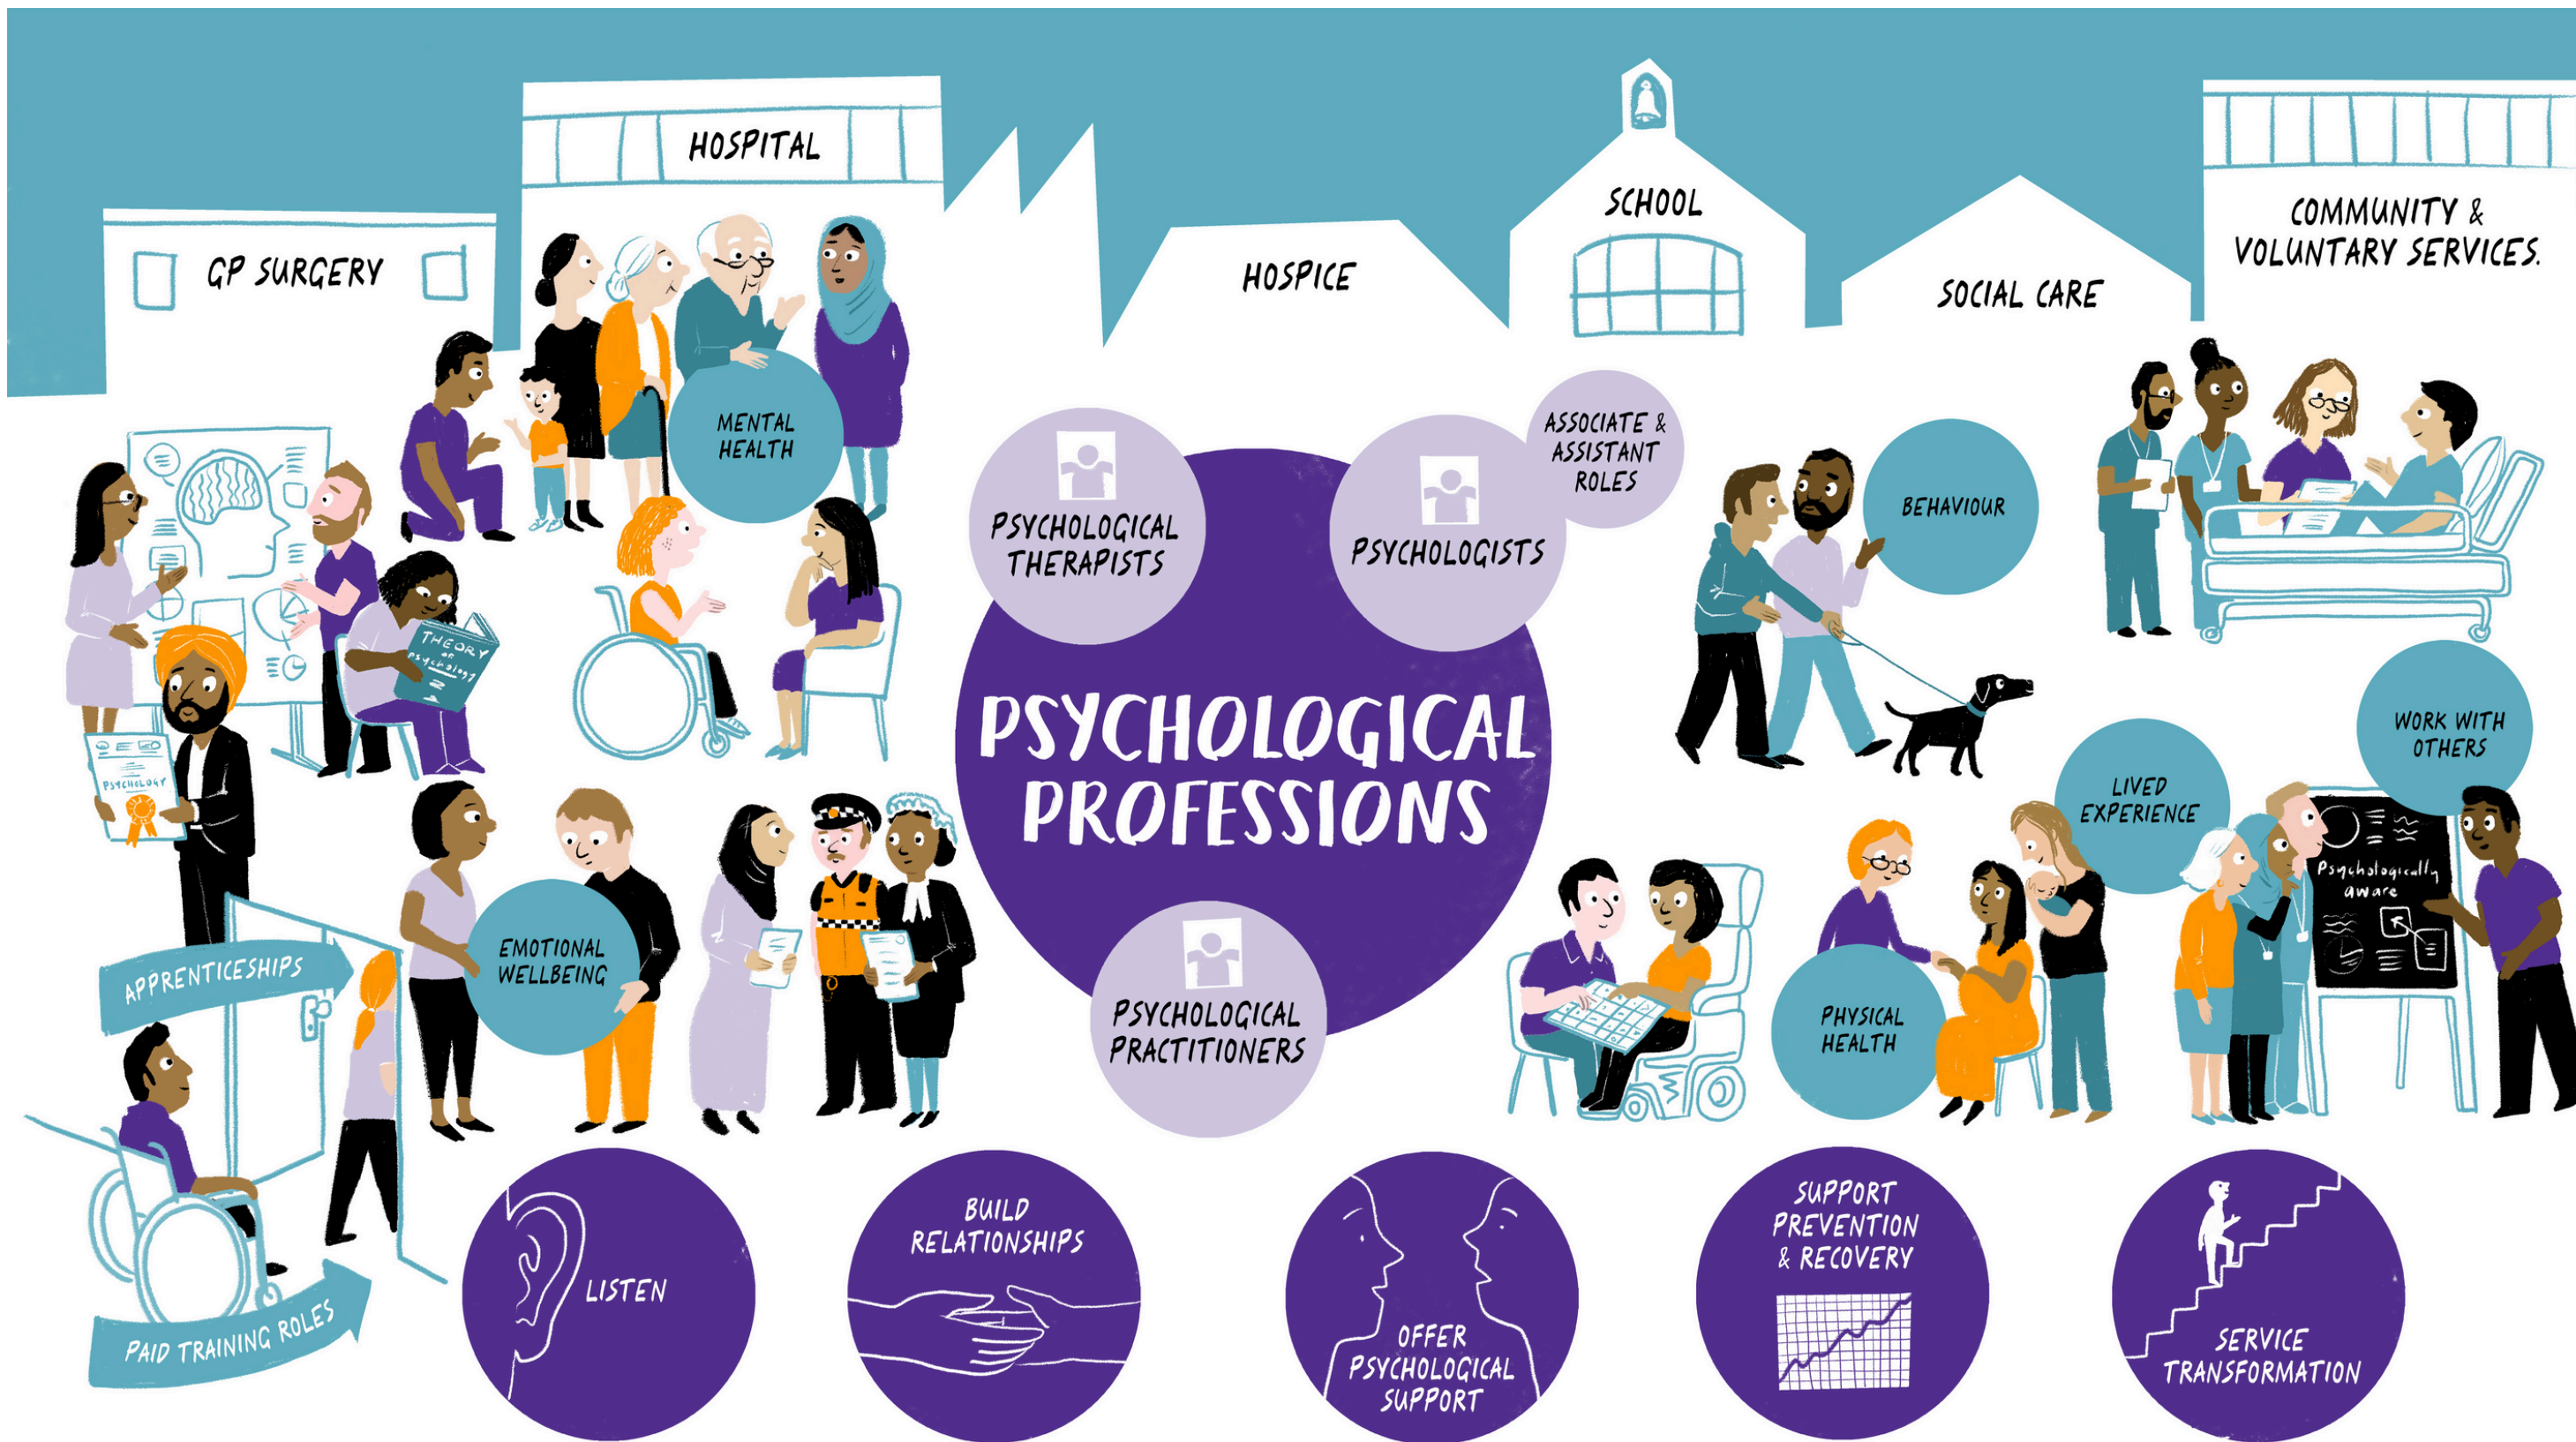 HOSPITAL
GP SURGERY
HOSPICE
SCHOOL
SOCIAL CARE
COMMUNITY &
VOLUNTARY SERVICES.
MENTAL
HEALTH
PSYCHOLOGICAL
THERAPISTS
PSYCHOLOGISTS
ASSOCIATE &
ASSISTANT
ROLES
BEHAVIOUR
THEORY
OF
Psychology
PSYCHOLOGY
PSYCHOLOGICAL
PROFESSIONS
WORK WITH
OTHERS
LIVED
EXPERIENCE
Psychologically
aware
EMOTIONAL
WELLBEING
APPRENTICESHIPS
PSYCHOLOGICAL
PRACTITIONERS
PHYSICAL
HEALTH
PAID TRAINING ROLES
LISTEN
BUILD
RELATIONSHIPS
OFFER
PSYCHOLOGICAL
SUPPORT
SUPPORT
PREVENTION
& RECOVERY
SERVICE
TRANSFORMATION